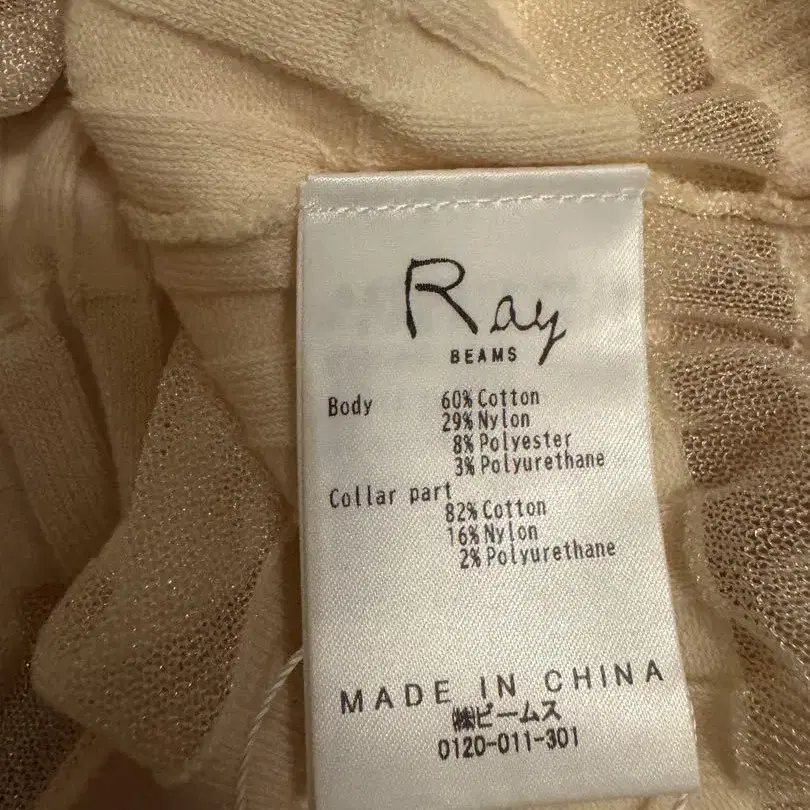 Ray
BEAMS
Body 60% Cotton
29% Nylon
8% Polyester
3% Polyurethane
Collar part
82% Cotton
16% Nylon
2% Polyurethane
MADE IN CHINA
㈱ビームス
0120-011-301